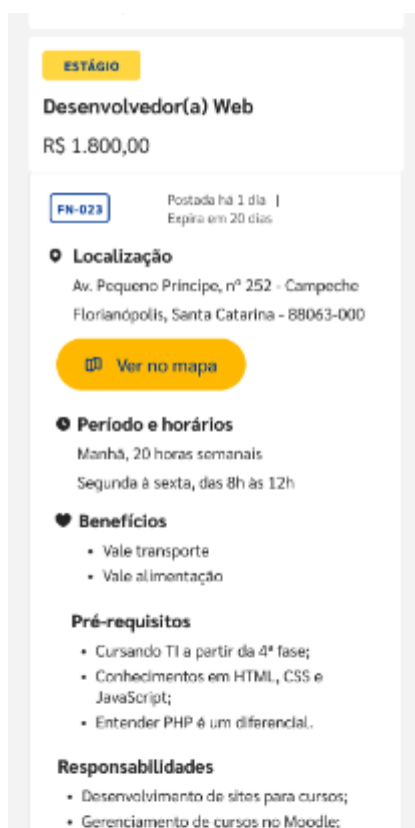 ESTÁGIO
Desenvolvedor(a) Web
R$ 1.800,00
FN-023
Postada há 1 dia |
Expira em 20 dias
Localização
Av. Pequeno Príncipe, nº 252 - Campeche
Florianópolis, Santa Catarina - 88063-000
Ver no mapa
Período e horários
Manhã, 20 horas semanais
Segunda à sexta, das 8h às 12h
Benefícios
• Vale transporte
• Vale alimentação
Pré-requisitos
• Cursando TI a partir da 4ª fase;
• Conhecimentos em HTML, CSS e
JavaScript;
• Entender PHP é um diferencial.
Responsabilidades
• Desenvolvimento de sites para cursos;
• Gerenciamento de cursos no Moodle;